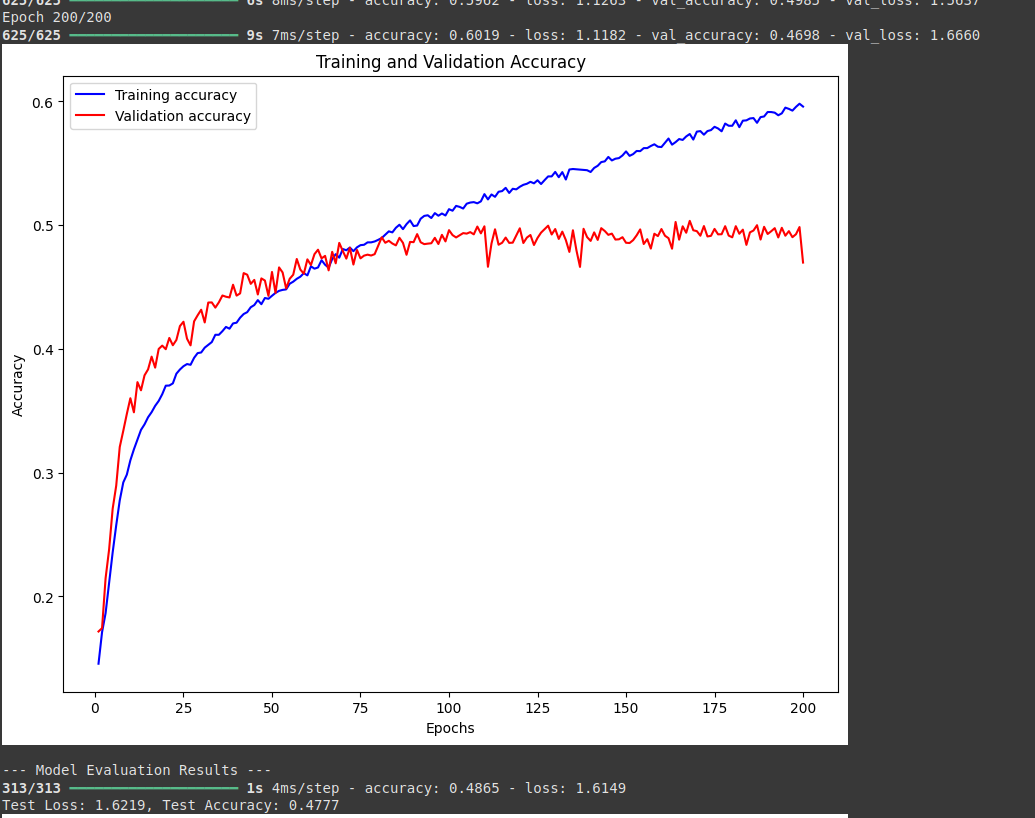 625/625 ━━━━━━━━━━━━━━━━━━━━ 6s 8ms/step - accuracy: 0.5962 - loss: 1.1263 - val_accuracy: 0.4985 - val_loss: 1.5637
Epoch 200/200
625/625 ━━━━━━━━━━━━━━━━━━━━ 9s 7ms/step - accuracy: 0.6019 - loss: 1.1182 - val_accuracy: 0.4698 - val_loss: 1.6660
Training and Validation Accuracy
Training accuracy
Validation accuracy
0.6
0.5
0.4
0.3
0.2
Accuracy
0 25 50 75 100 125 150 175 200
Epochs
--- Model Evaluation Results ---
313/313 ━━━━━━━━━━━━━━━━━━━━ 1s 4ms/step - accuracy: 0.4865 - loss: 1.6149
Test Loss: 1.6219, Test Accuracy: 0.4777